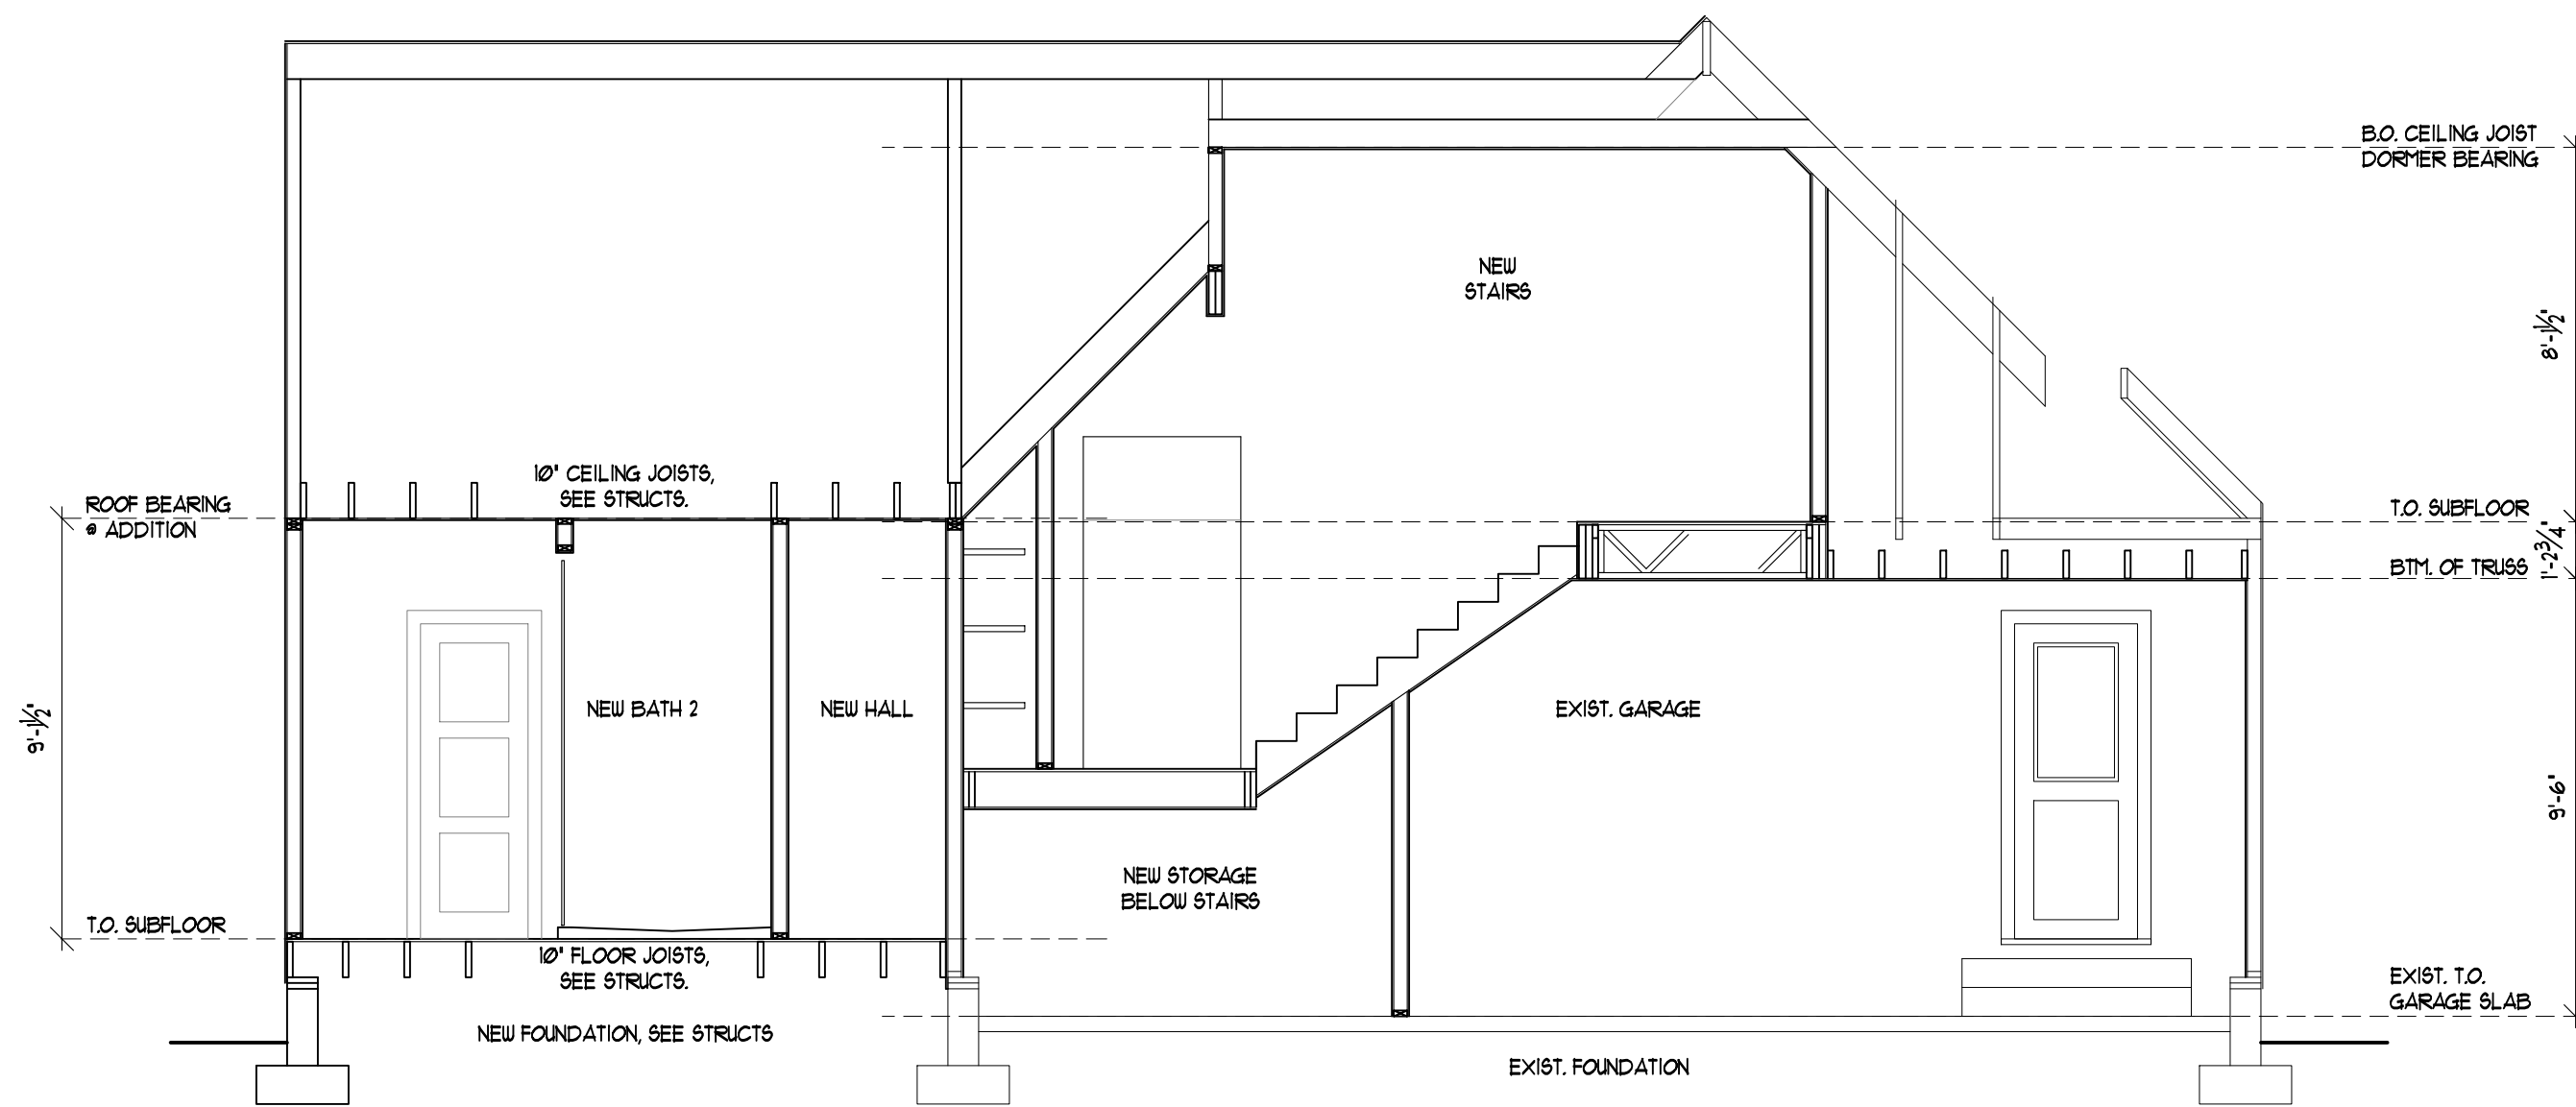 B.O. CEILING JOIST
DORMER BEARING
NEW
STAIRS
8'-1½"
10" CEILING JOISTS,
SEE STRUCTS.
ROOF BEARING
@ ADDITION
T.O. SUBFLOOR
1'-2¾"
BTM. OF TRUSS
9'-1½"
NEW BATH 2
NEW HALL
EXIST. GARAGE
9'-6"
NEW STORAGE
BELOW STAIRS
T.O. SUBFLOOR
10" FLOOR JOISTS,
SEE STRUCTS.
EXIST. T.O.
GARAGE SLAB
NEW FOUNDATION, SEE STRUCTS
EXIST. FOUNDATION